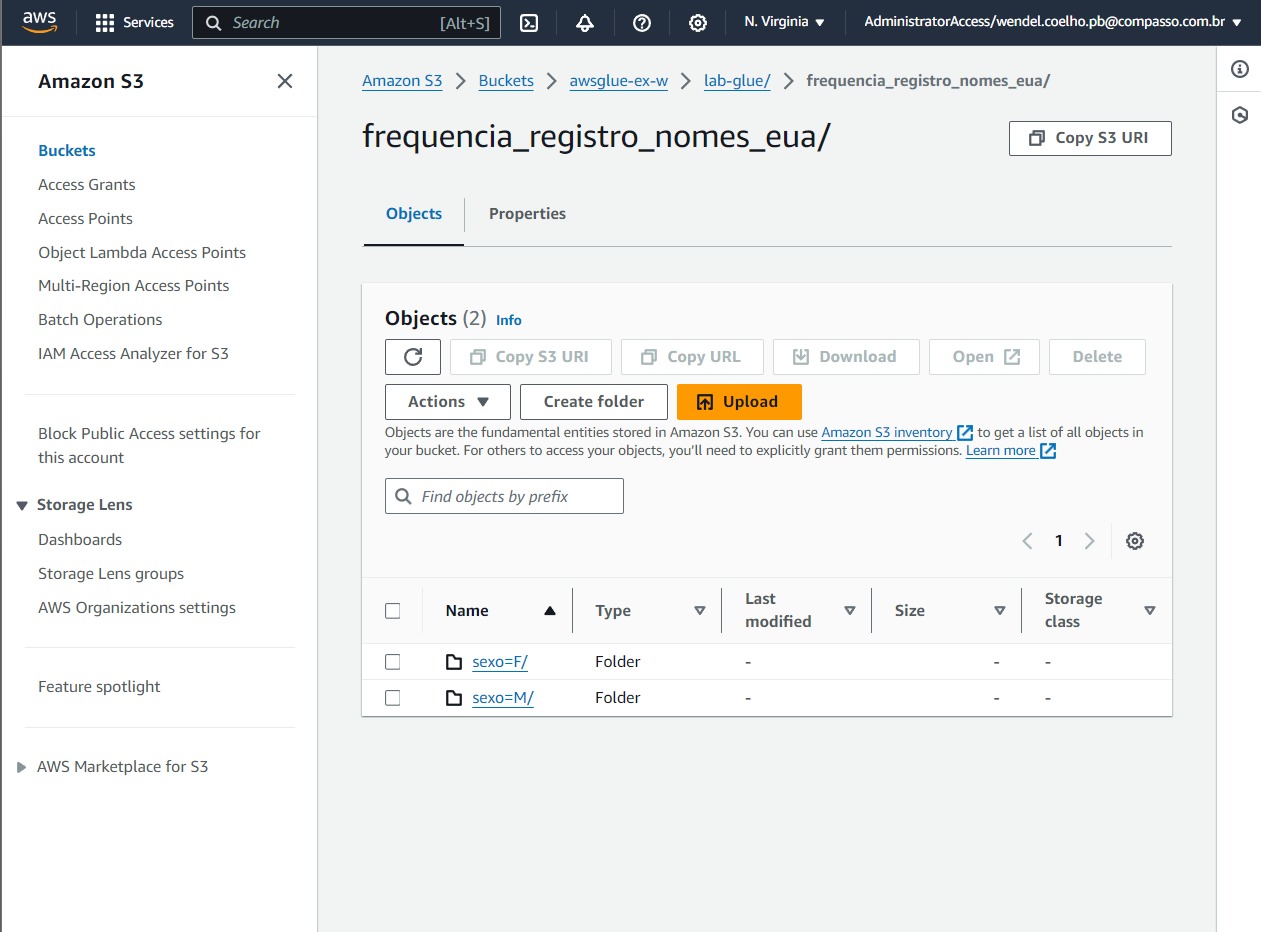 aws
Services
Search [Alt+S]
N. Virginia
AdministratorAccess/wendel.coelho.pb@compasso.com.br
Amazon S3
Buckets
Access Grants
Access Points
Object Lambda Access Points
Multi-Region Access Points
Batch Operations
IAM Access Analyzer for S3
Block Public Access settings for
this account
Storage Lens
Dashboards
Storage Lens groups
AWS Organizations settings
Feature spotlight
AWS Marketplace for S3
Amazon S3 > Buckets > awsglue-ex-w > lab-glue/ > frequencia_registro_nomes_eua/
frequencia_registro_nomes_eua/
Copy S3 URI
Objects
Properties
Objects (2) Info
Copy S3 URI
Copy URL
Download
Open
Delete
Actions
Create folder
Upload
Objects are the fundamental entities stored in Amazon S3. You can use Amazon S3 inventory to get a list of all objects in
your bucket. For others to access your objects, you'll need to explicitly grant them permissions. Learn more
Find objects by prefix
1
Name
Type
Last
modified
Size
Storage
class
sexo=F/ Folder - - -
sexo=M/ Folder - - -